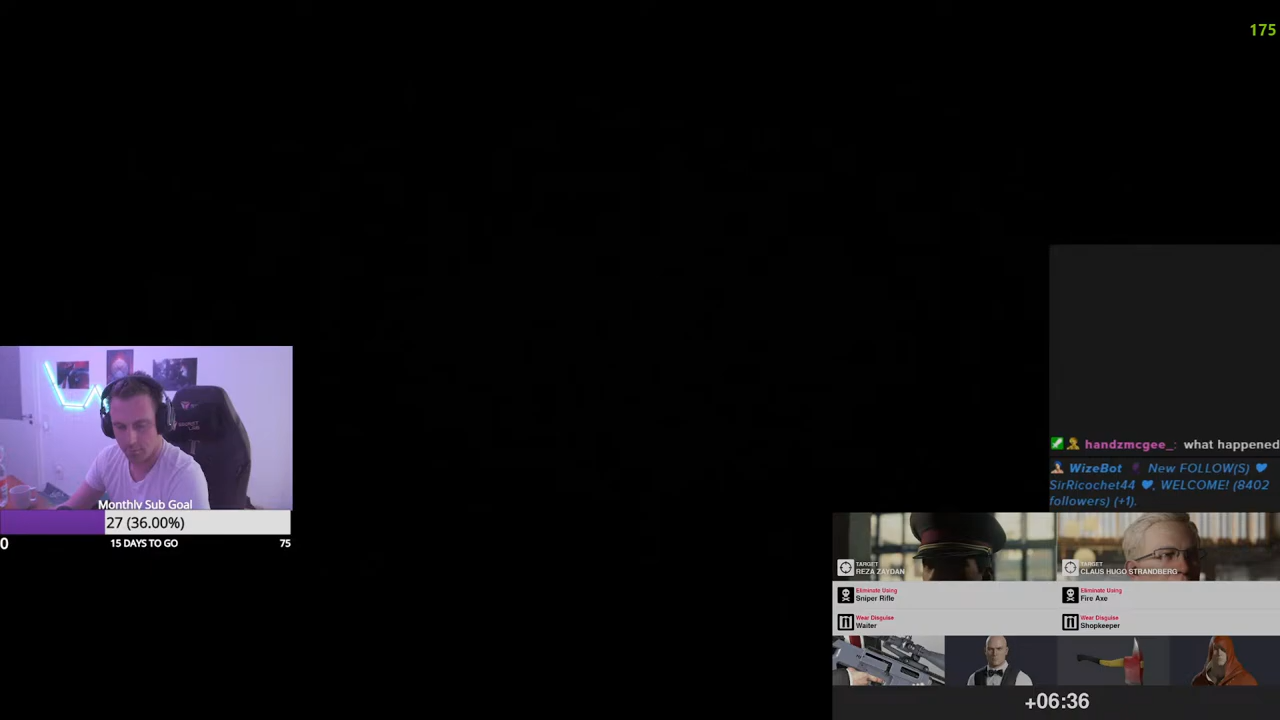 175
handzmcgee_: what happened
WizeBot New FOLLOW(S)
SirRicochet44 , WELCOME! (8402
followers) (+1).
Monthly Sub Goal
27 (36.00%)
0 15 DAYS TO GO 75
TARGET
REZA ZAYDAN
TARGET
CLAUS HUGO STRANDBERG
Eliminate Using
Sniper Rifle
Eliminate Using
Fire Axe
Wear Disguise
Waiter
Wear Disguise
Shopkeeper
+06:36